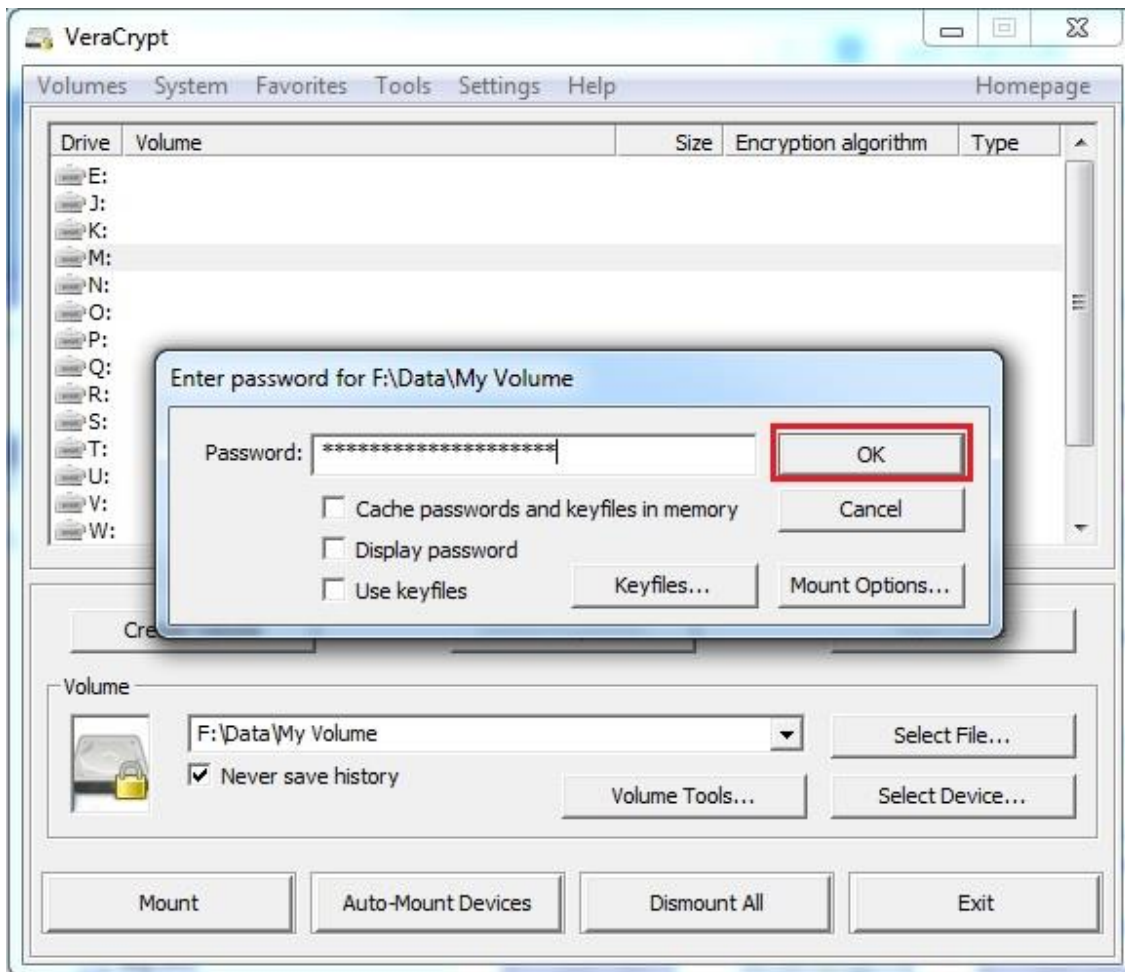 VeraCrypt
Volumes System Favorites Tools Settings Help Homepage
Drive Volume Size Encryption algorithm Type
E:
J:
K:
M:
N:
O:
P:
Q:
R:
S:
T:
U:
V:
W:
Enter password for F:\Data\My Volume
Password: ******************** OK
Cache passwords and keyfiles in memory Cancel
Display password
Use keyfiles Keyfiles... Mount Options...
Volume
F:\Data\My Volume Select File...
Never save history Volume Tools... Select Device...
Mount Auto-Mount Devices Dismount All Exit